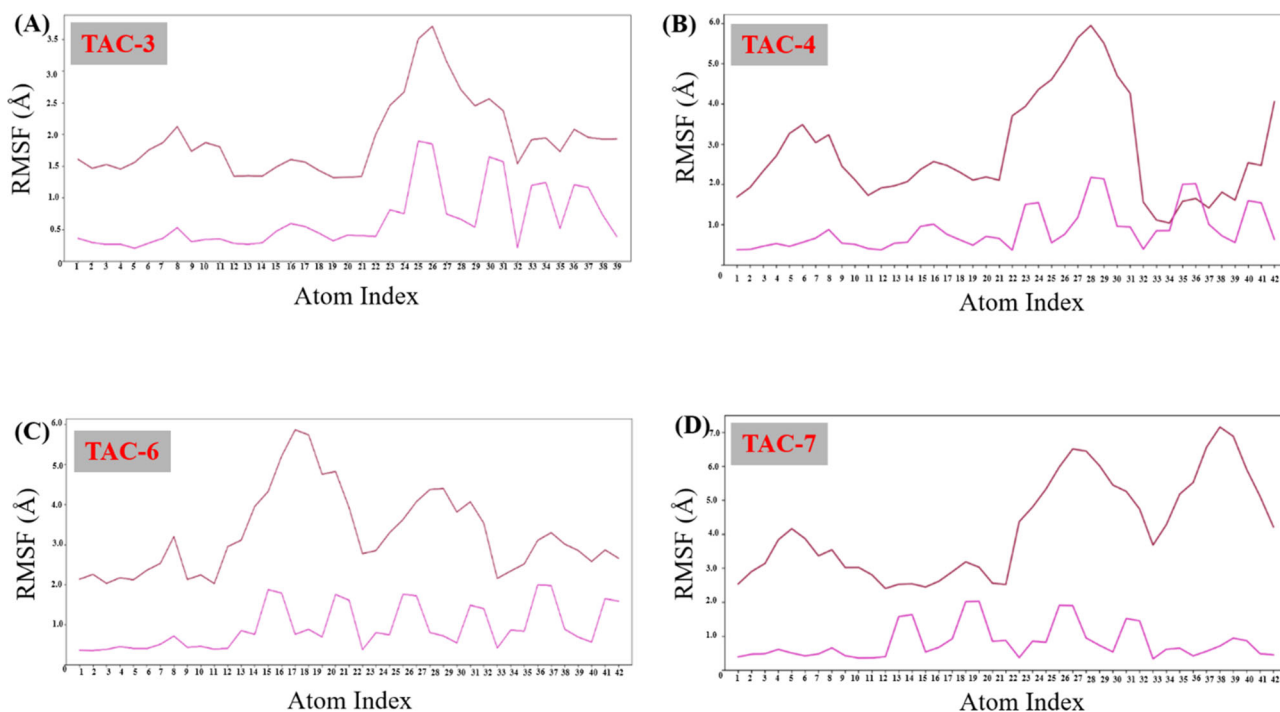 (A)
TAC-3
3.5
3.0
2.5
2.0
1.5
1.0
0.5
0
RMSF (Å)
1 2 3 4 5 6 7 8 9 10 11 12 13 14 15 16 17 18 19 20 21 22 23 24 25 26 27 28 29 30 31 32 33 34 35 36 37 38 39
Atom Index
(B)
TAC-4
6.0
5.0
4.0
3.0
2.0
1.0
0
RMSF (Å)
1 2 3 4 5 6 7 8 9 10 11 12 13 14 15 16 17 18 19 20 21 22 23 24 25 26 27 28 29 30 31 32 33 34 35 36 37 38 39 40 41 42
Atom Index
(C)
TAC-6
6.0
5.0
4.0
3.0
2.0
1.0
0
RMSF (Å)
1 2 3 4 5 6 7 8 9 10 11 12 13 14 15 16 17 18 19 20 21 22 23 24 25 26 27 28 29 30 31 32 33 34 35 36 37 38 39 40 41 42
Atom Index
(D)
TAC-7
7.0
6.0
5.0
4.0
3.0
2.0
1.0
0
RMSF (Å)
1 2 3 4 5 6 7 8 9 10 11 12 13 14 15 16 17 18 19 20 21 22 23 24 25 26 27 28 29 30 31 32 33 34 35 36 37 38 39 40 41 42
Atom Index